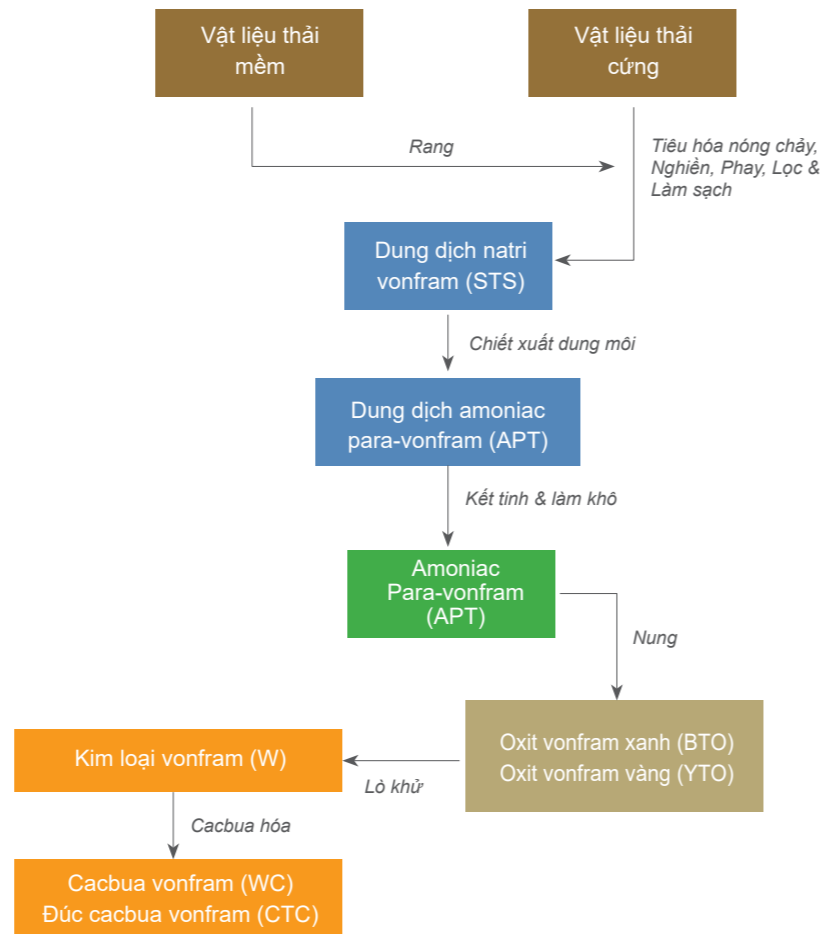 Vật liệu thải
mềm
Vật liệu thải
cứng
Rang
Tiêu hóa nóng chảy,
Nghiền, Phay, Lọc &
Làm sạch
Dung dịch natri
vonfram (STS)
Chiết xuất dung môi
Dung dịch amoniac
para-vonfram (APT)
Kết tinh & làm khô
Amoniac
Para-vonfram
(APT)
Nung
Oxit vonfram xanh (BTO)
Oxit vonfram vàng (YTO)
Lò khử
Kim loại vonfram (W)
Cacbua hóa
Cacbua vonfram (WC)
Đúc cacbua vonfram (CTC)